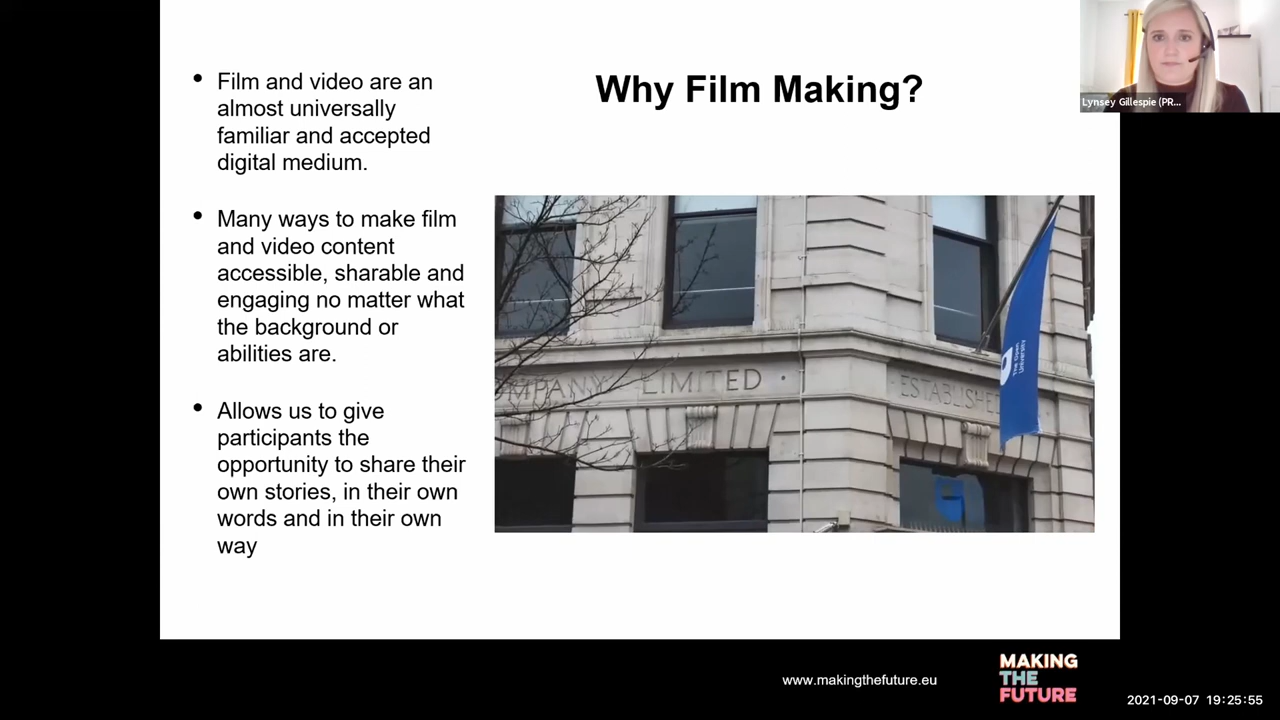 Why Film Making?
• Film and video are an
almost universally
familiar and accepted
digital medium.
• Many ways to make film
and video content
accessible, sharable and
engaging no matter what
the background or
abilities are.
• Allows us to give
participants the
opportunity to share their
own stories, in their own
words and in their own
way
Lynsey Gillespie (PR...
LIMITED
The Open
University
www.makingthefuture.eu
MAKING
THE
FUTURE
2021-09-07 19:25:55